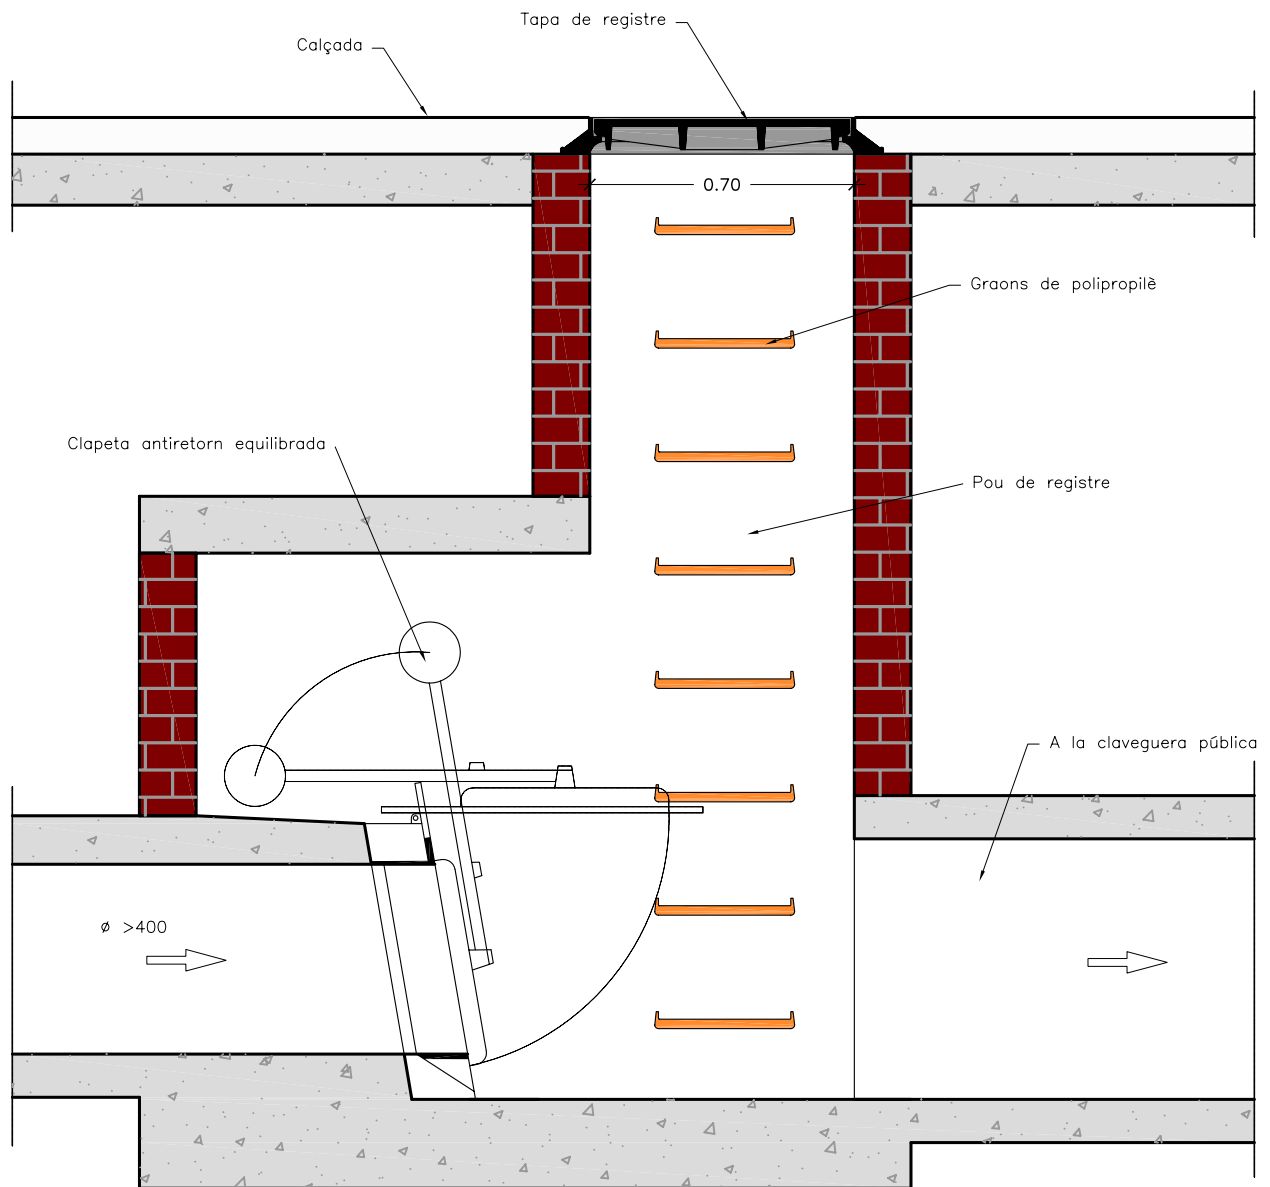 Tapa de registre
Calçada
0.70
Graons de polipropilè
Clapeta antiretorn equilibrada
Pou de registre
A la claveguera pública
ø >400